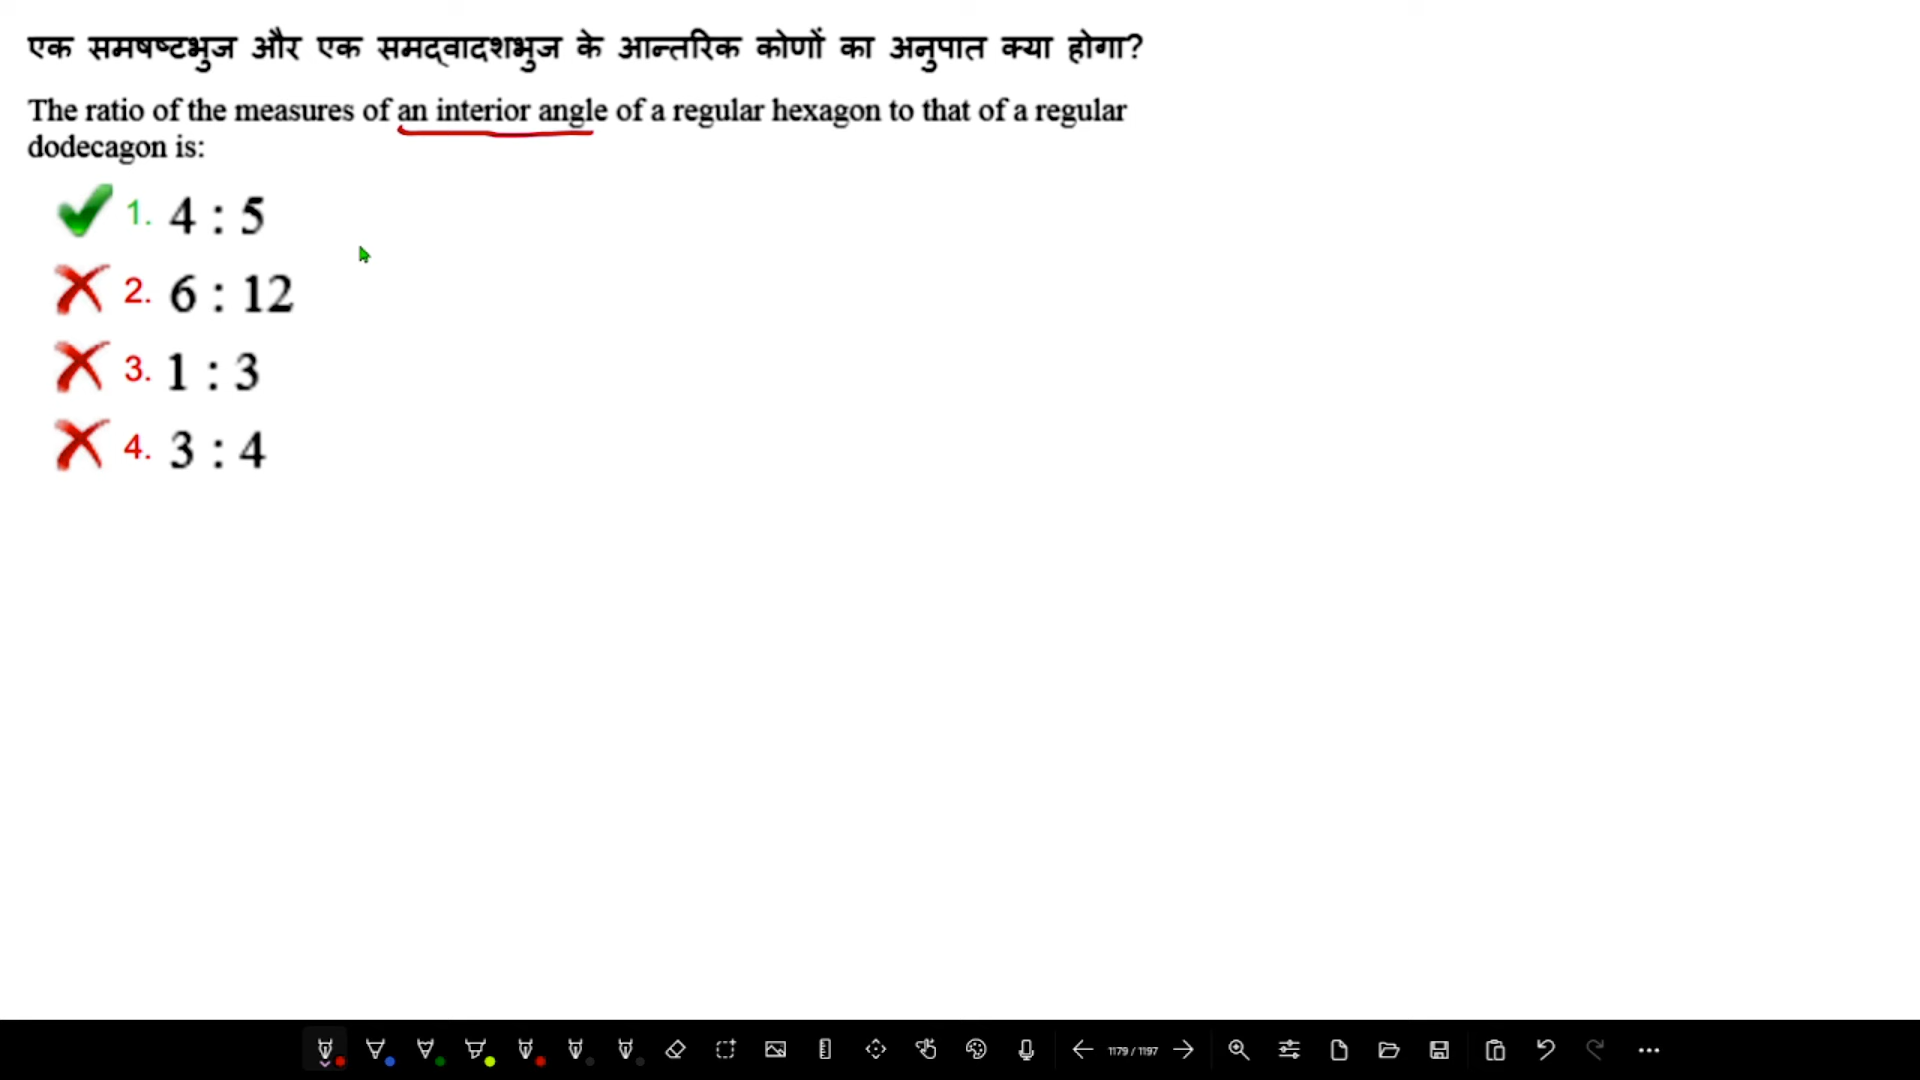 एक समषष्टभुज और एक समद्वादशभुज के आन्तरिक कोणों का अनुपात क्या होगा?
The ratio of the measures of an interior angle of a regular hexagon to that of a regular
dodecagon is:
1. 4 : 5
2. 6 : 12
3. 1 : 3
4. 3 : 4
1179 / 1197